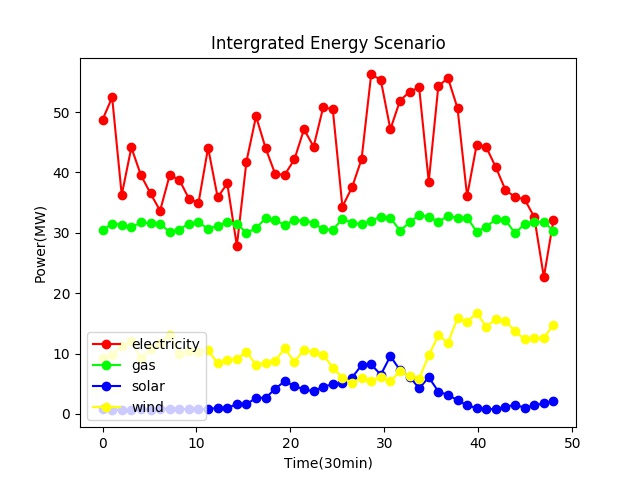 Intergrated Energy Scenario
Power(MW)
50
40
30
20
10
0
electricity
gas
solar
wind
0 10 20 30 40 50
Time(30min)